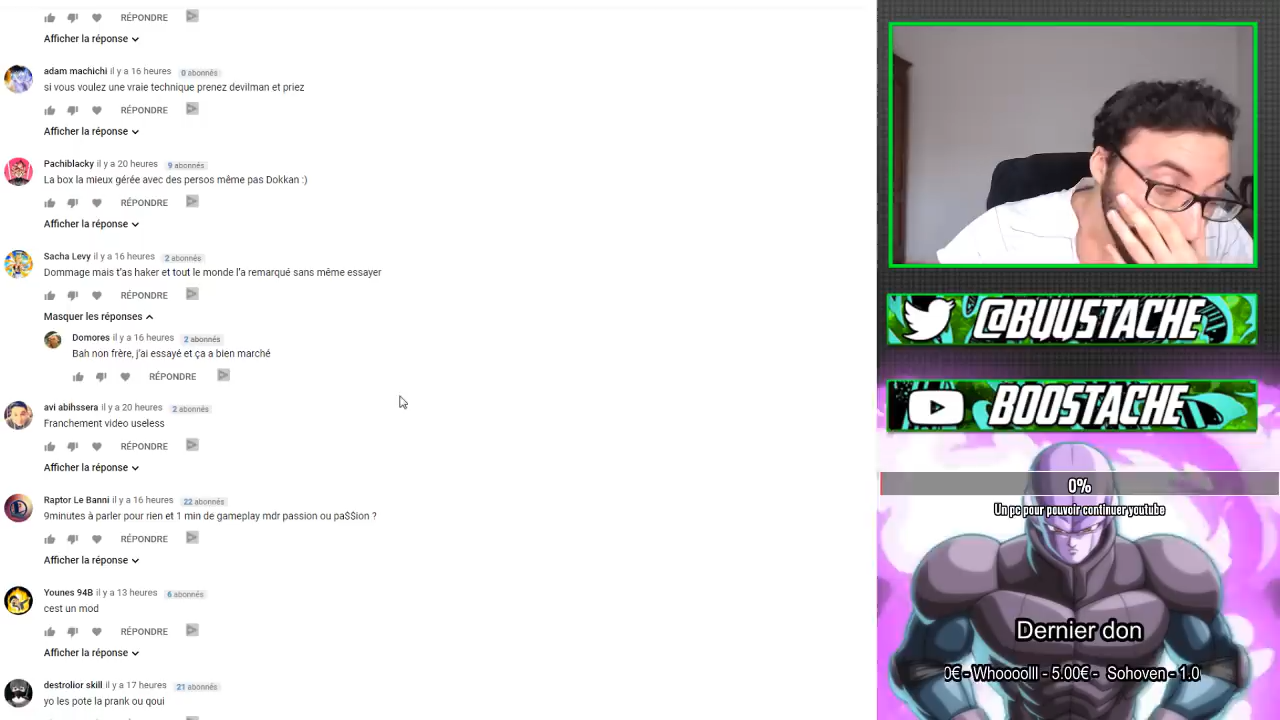 RÉPONDRE
Afficher la réponse
adam machichi il y a 16 heures 0 abonnés
si vous voulez une vraie technique prenez devilman et priez
RÉPONDRE
Afficher la réponse
Pachiblacky il y a 20 heures 9 abonnés
La box la mieux gérée avec des persos même pas Dokkan :)
RÉPONDRE
Afficher la réponse
Sacha Levy il y a 16 heures 2 abonnés
Dommage mais t'as haker et tout le monde l'a remarqué sans même essayer
RÉPONDRE
Masquer les réponses
Domores il y a 16 heures 2 abonnés
Bah non frère, j'ai essayé et ça a bien marché
RÉPONDRE
avi abihssera il y a 20 heures 2 abonnés
Franchement video useless
RÉPONDRE
Afficher la réponse
Raptor Le Banni il y a 16 heures 22 abonnés
9minutes à parler pour rien et 1 min de gameplay mdr passion ou pa$$ion ?
RÉPONDRE
Afficher la réponse
Younes 94B il y a 13 heures 6 abonnés
cest un mod
RÉPONDRE
Afficher la réponse
destrolior skill il y a 17 heures 21 abonnés
yo les pote la prank ou qoui
@BUUSTACHE
BOOSTACHE
0%
Un pc pour pouvoir continuer youtube
Dernier don
0€ - Whoooolll - 5.00€ - Sohoven - 1.0